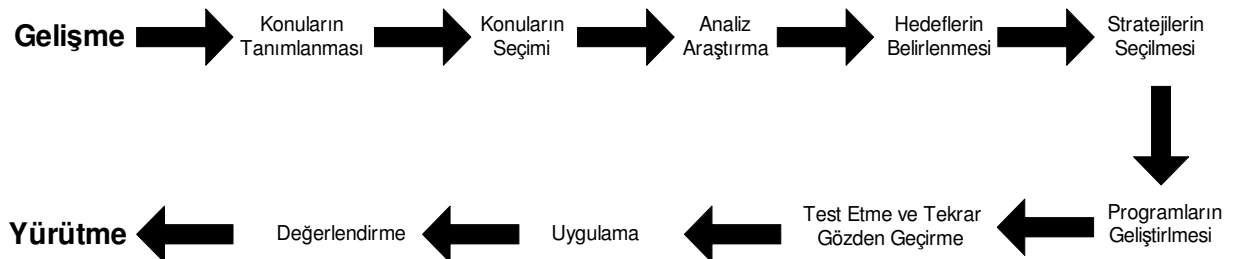 Gelişme
Konuların
Tanımlanması
Konuların
Seçimi
Analiz
Araştırma
Hedeflerin
Belirlenmesi
Stratejilerin
Seçilmesi
Programların
Geliştirlmesi
Test Etme ve Tekrar
Gözden Geçirme
Uygulama
Değerlendirme
Yürütme